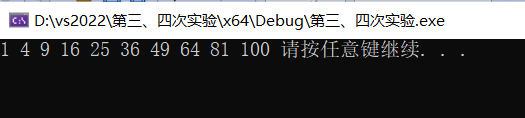 D:\vs2022\第三、四次实验\x64\Debug\第三、四次实验.exe
1 4 9 16 25 36 49 64 81 100 请按任意键继续. . .